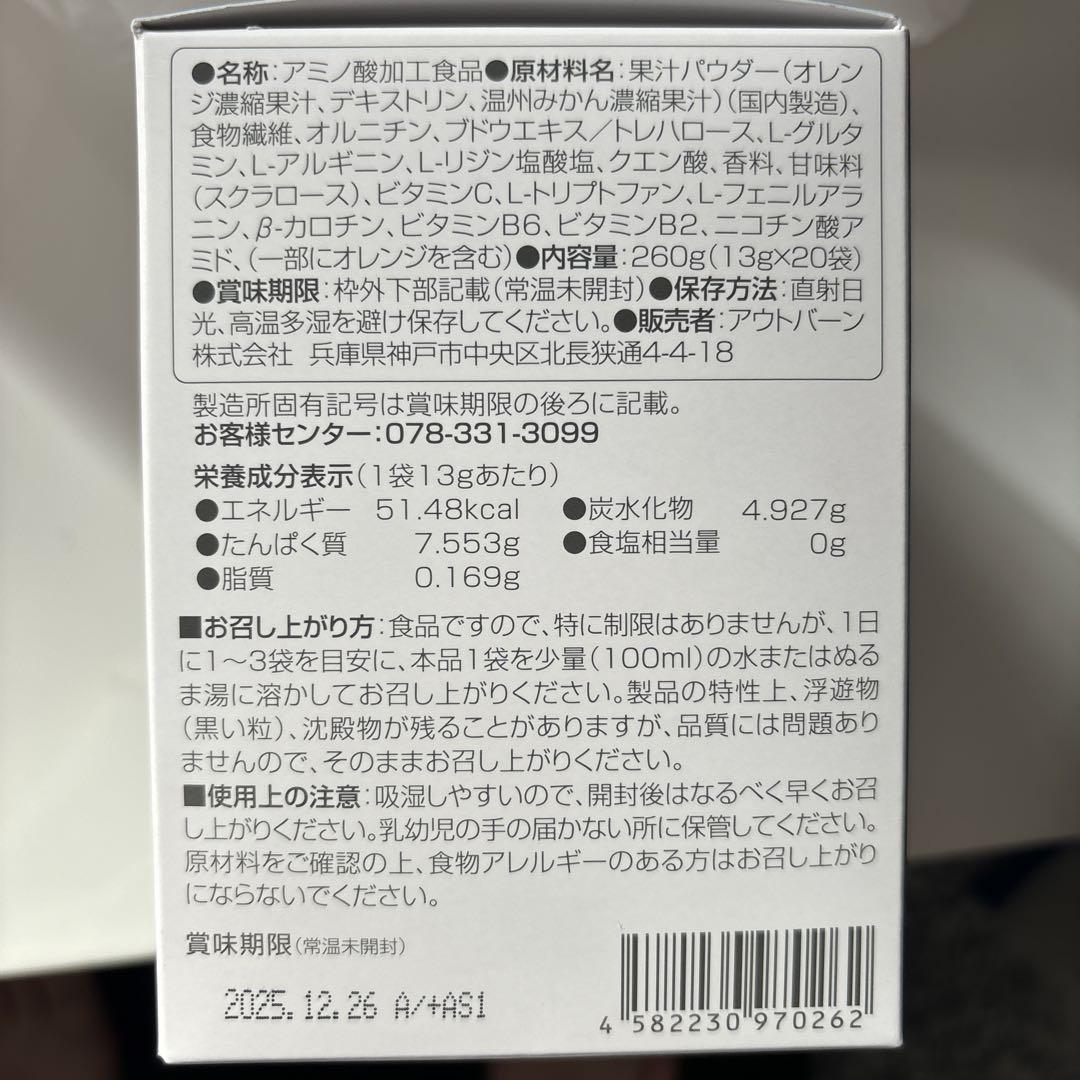 ●名称:アミノ酸加工食品●原材料名:果汁パウダー(オレン
ジ濃縮果汁、デキストリン、温州みかん濃縮果汁)(国内製造)、
食物繊維、オルニチン、ブドウエキス/トレハロース、L-グルタ
ミン、L-アルギニン、L-リジン塩酸塩、クエン酸、香料、甘味料
(スクラロース)、ビタミンC、L-トリプトファン、L-フェニルアラ
ニン、β-カロチン、ビタミンB6、ビタミンB2、ニコチン酸ア
ミド、(一部にオレンジを含む)●内容量:260g(13g×20袋)
●賞味期限:枠外下部記載(常温未開封)●保存方法:直射日
光、高温多湿を避け保存してください。●販売者:アウトバーン
株式会社 兵庫県神戸市中央区北長狭通4-4-18
製造所固有記号は賞味期限の後ろに記載。
お客様センター:078-331-3099
栄養成分表示(1袋13gあたり)
●エネルギー 51.48kcal ●炭水化物 4.927g
●たんぱく質 7.553g ●食塩相当量 0g
●脂質 0.169g
■お召し上がり方:食品ですので、特に制限はありませんが、1日
に1〜3袋を目安に、本品1袋を少量(100ml)の水またはぬる
ま湯に溶かしてお召し上がりください。製品の特性上、浮遊物
(黒い粒)、沈殿物が残ることがありますが、品質には問題あり
ませんので、そのままお召し上がりください。
■使用上の注意:吸湿しやすいので、開封後はなるべく早くお召
し上がりください。乳幼児の手の届かない所に保管してください。
原材料をご確認の上、食物アレルギーのある方はお召し上がり
にならないでください。
賞味期限(常温未開封)
2025.12.26 A/+AS1
4 582230 970262